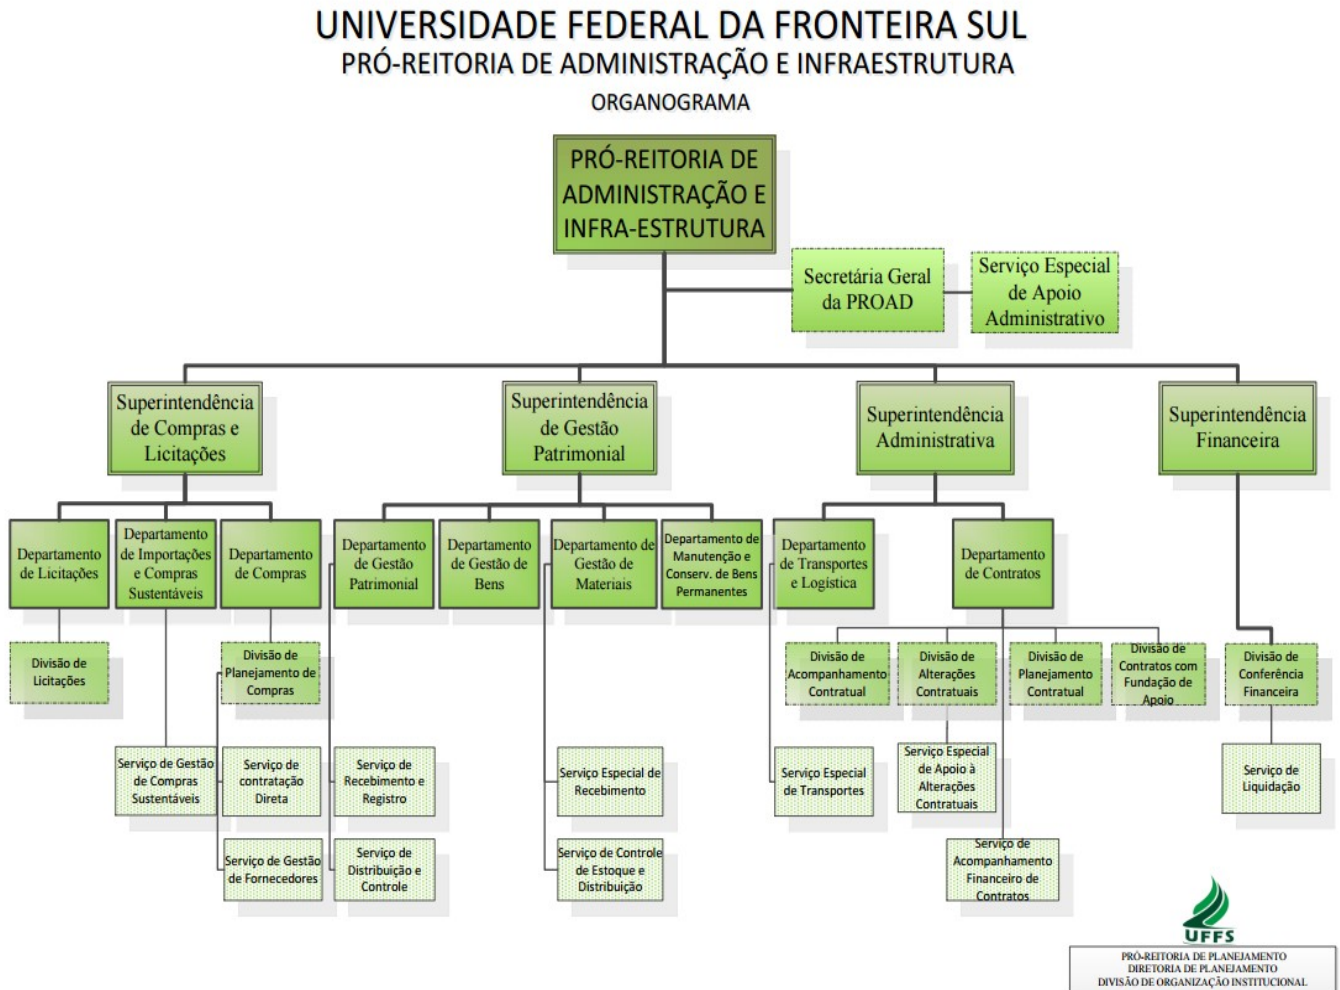 UNIVERSIDADE FEDERAL DA FRONTEIRA SUL
PRÓ-REITORIA DE ADMINISTRAÇÃO E INFRAESTRUTURA
ORGANOGRAMA
PRÓ-REITORIA DE
ADMINISTRAÇÃO E
INFRA-ESTRUTURA
Secretária Geral
da PROAD
Serviço Especial
de Apoio
Administrativo
Superintendência
de Compras e
Licitações
Superintendência
de Gestão
Patrimonial
Superintendência
Administrativa
Superintendência
Financeira
Departamento
de Licitações
Departamento
de Importações
e Compras
Sustentáveis
Departamento
de Compras
Departamento
de Gestão
Patrimonial
Departamento
de Gestão de
Bens
Departamento de
Gestão de
Materiais
Departamento de
Manutenção e
Conserv. de Bens
Permanentes
Departamento
de Transportes
e Logística
Departamento
de Contratos
Divisão de
Licitações
Divisão de
Planejamento de
Compras
Divisão de
Acompanhamento
Contratual
Divisão de
Alterações
Contratuais
Divisão de
Planejamento
Contratual
Divisão de
Contratos com
Fundação de
Apoio
Divisão de
Conferência
Financeira
Serviço de Gestão
de Compras
Sustentáveis
Serviço de
contratação
Direta
Serviço de
Recebimento e
Registro
Serviço Especial de
Recebimento
Serviço Especial
de Transportes
Serviço Especial
de Apoio à
Alterações
Contratuais
Serviço de
Liquidação
Serviço de Gestão
de Fornecedores
Serviço de
Distribuição e
Controle
Serviço de Controle
de Estoque e
Distribuição
Serviço de
Acompanhamento
Financeiro de
Contratos
UFFS
PRÓ-REITORIA DE PLANEJAMENTO
DIRETORIA DE PLANEJAMENTO
DIVISÃO DE ORGANIZAÇÃO INSTITUCIONAL